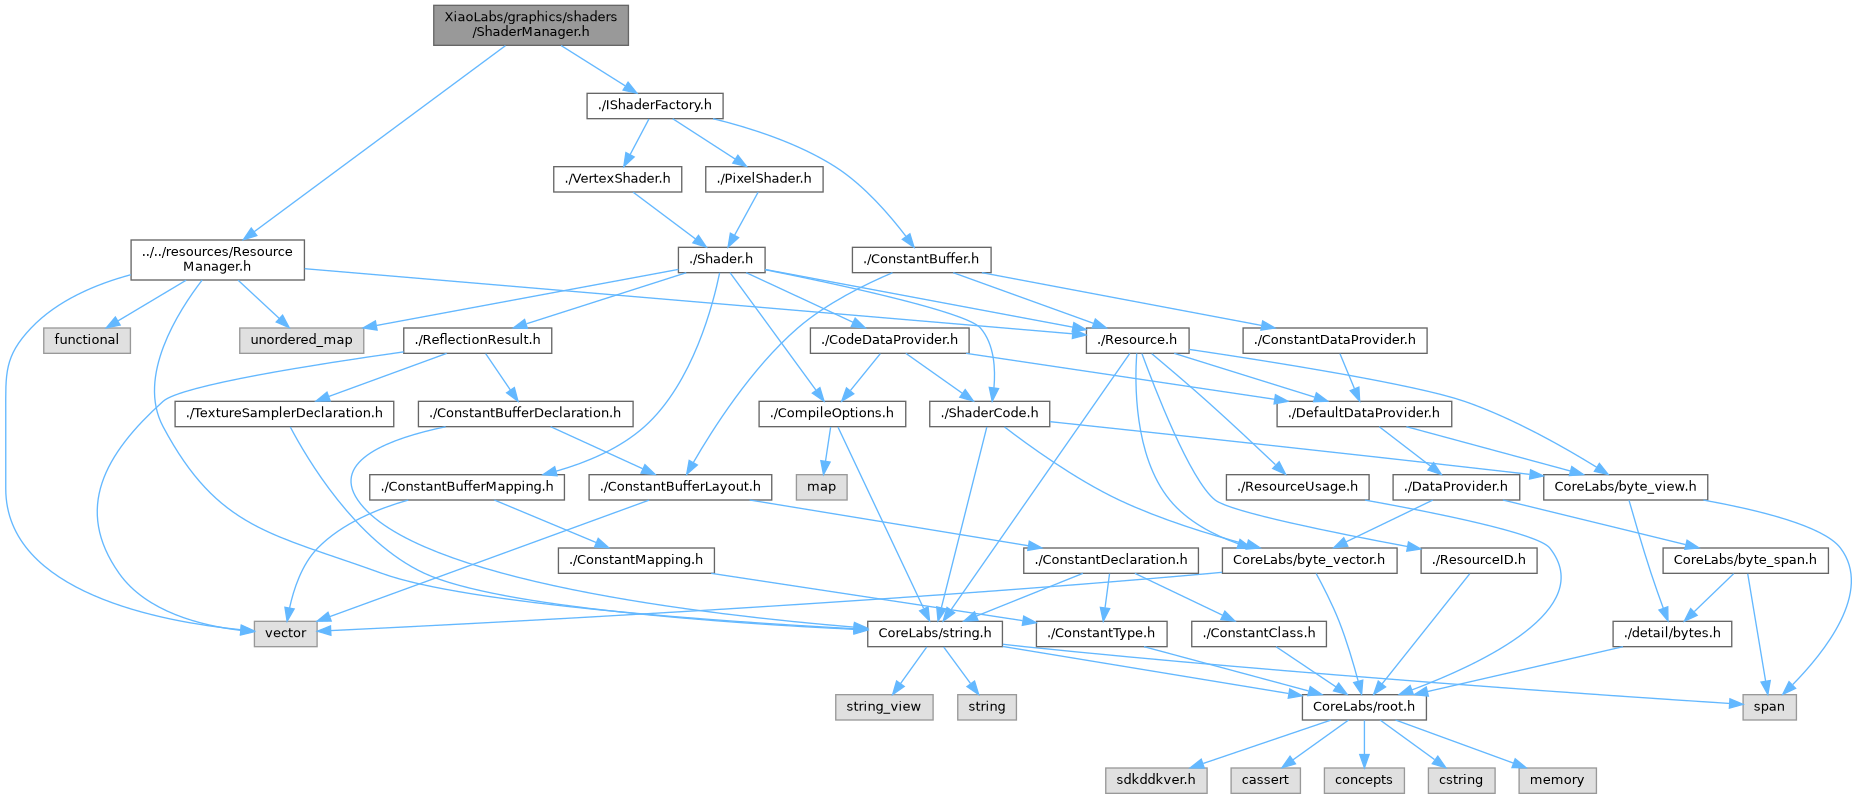 XiaoLabs/graphics/shaders
/ShaderManager.h
./IShaderFactory.h
./VertexShader.h
./PixelShader.h
../../resources/Resource
Manager.h
./Shader.h
./ConstantBuffer.h
functional
unordered_map
./ReflectionResult.h
./CodeDataProvider.h
./Resource.h
./ConstantDataProvider.h
./TextureSamplerDeclaration.h
./ConstantBufferDeclaration.h
./CompileOptions.h
./ShaderCode.h
./DefaultDataProvider.h
./ConstantBufferMapping.h
./ConstantBufferLayout.h
map
./ResourceUsage.h
./DataProvider.h
CoreLabs/byte_view.h
./ConstantMapping.h
./ConstantDeclaration.h
CoreLabs/byte_vector.h
./ResourceID.h
CoreLabs/byte_span.h
vector
CoreLabs/string.h
./ConstantType.h
./ConstantClass.h
./detail/bytes.h
string_view
string
CoreLabs/root.h
span
sdkddkver.h
cassert
concepts
cstring
memory